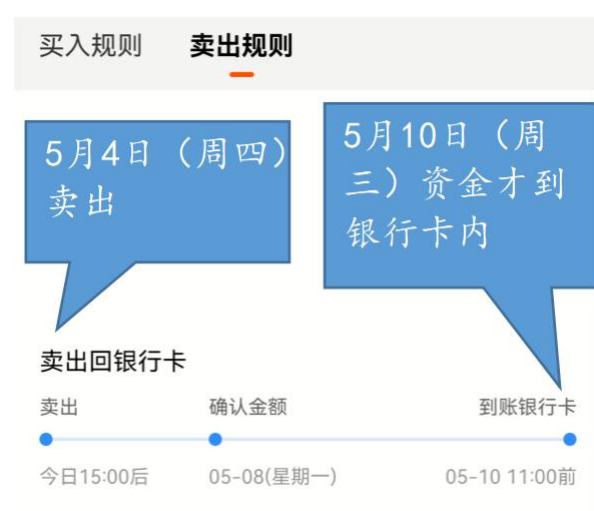 买入规则 卖出规则
5月4日（周四）
卖出
5月10日（周
三）资金才到
银行卡内
卖出回银行卡
卖出 确认金额 到账银行卡
今日15:00后 05-08(星期一) 05-10 11:00前